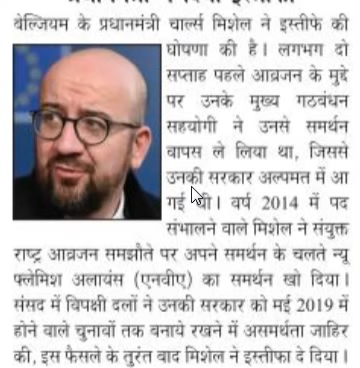 बेल्जियम के प्रधानमंत्री चार्ल्स मिशेल ने इस्तीफे की
घोषणा की है। लगभग दो
सप्ताह पहले आव्रजन के मुद्दे
पर उनके मुख्य गठबंधन
सहयोगी ने उनसे समर्थन
वापस ले लिया था, जिससे
उनकी सरकार अल्पमत में आ
गई थी। वर्ष 2014 में पद
संभालने वाले मिशेल ने संयुक्त
राष्ट्र आव्रजन समझौते पर अपने समर्थन के चलते न्यू
फ्लेमिश अलायंस (एनवीए) का समर्थन खो दिया।
संसद में विपक्षी दलों ने उनकी सरकार को मई 2019 में
होने वाले चुनावों तक बनाये रखने में असमर्थता जाहिर
की, इस फैसले के तुरंत बाद मिशेल ने इस्तीफा दे दिया।